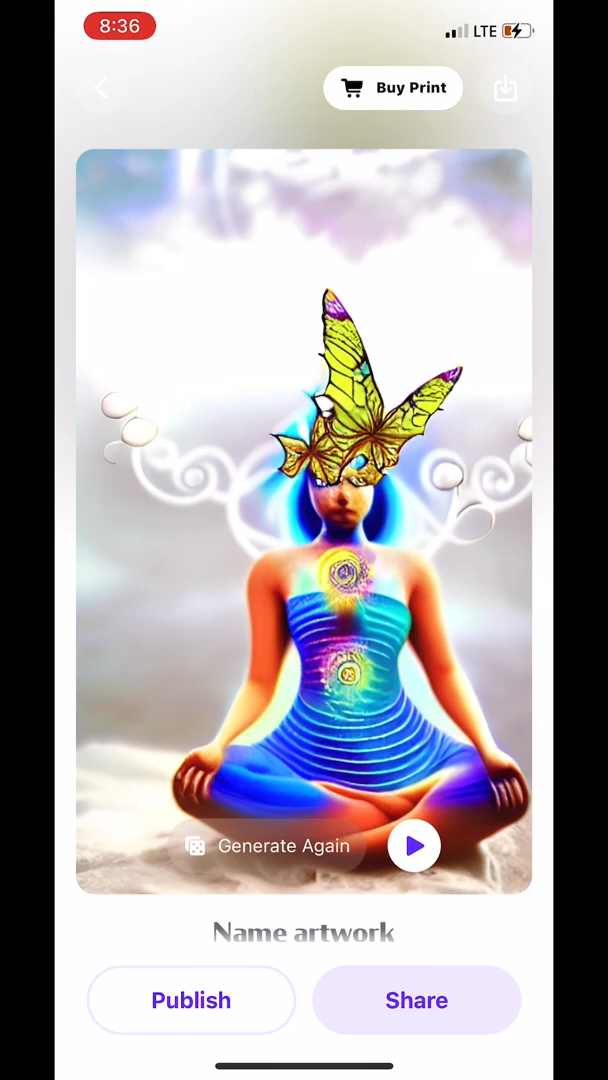 8:36
LTE
Buy Print
Generate Again
Name artwork
Publish
Share